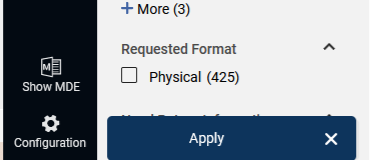 + More (3)
Requested Format
Physical (425)
Show MDE
Configuration
Apply